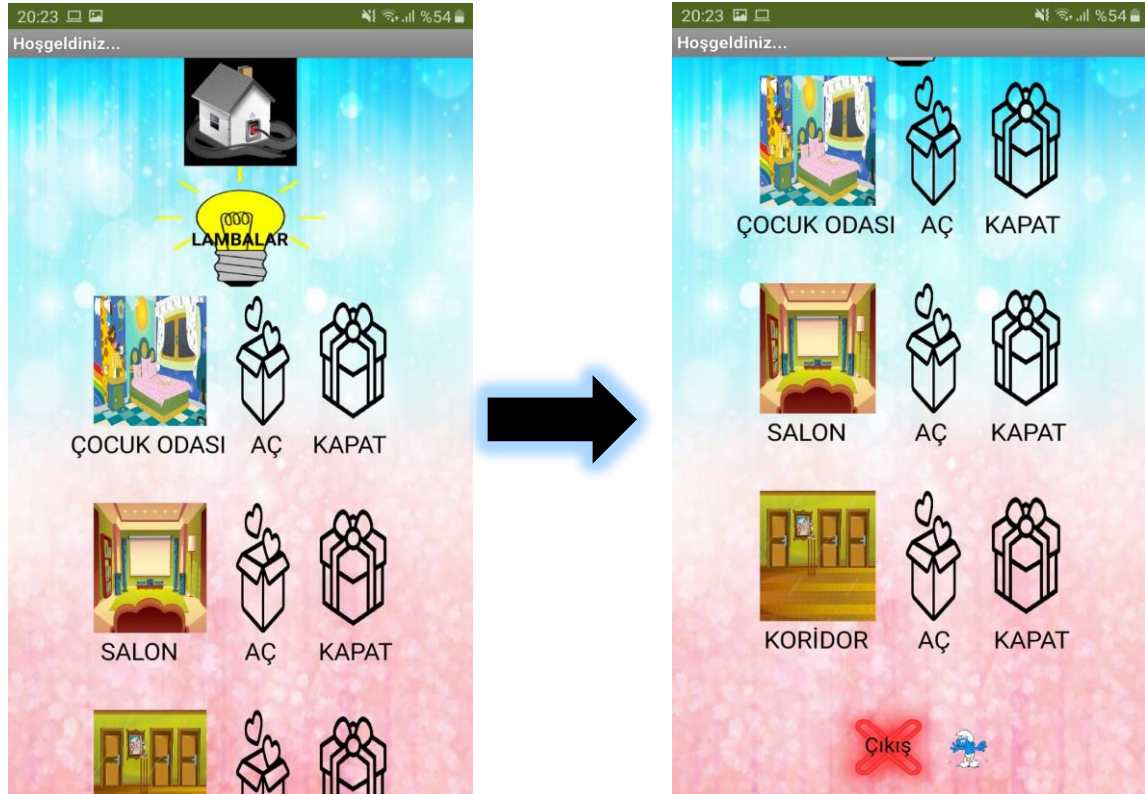 20:23 %54
Hoşgeldiniz...
LAMBALAR
ÇOCUK ODASI AÇ KAPAT
SALON AÇ KAPAT
20:23 %54
Hoşgeldiniz...
ÇOCUK ODASI AÇ KAPAT
SALON AÇ KAPAT
KORİDOR AÇ KAPAT
Çıkış